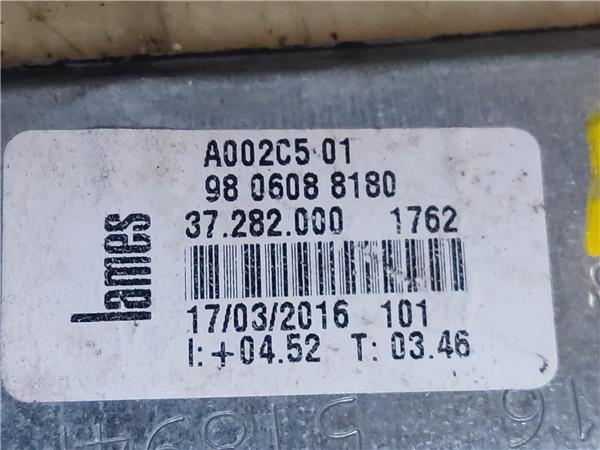 lames
A002C5 01
98 0608 8180
37.282.000 1762
17/03/2016 101
I: +04.52 T: 03.46